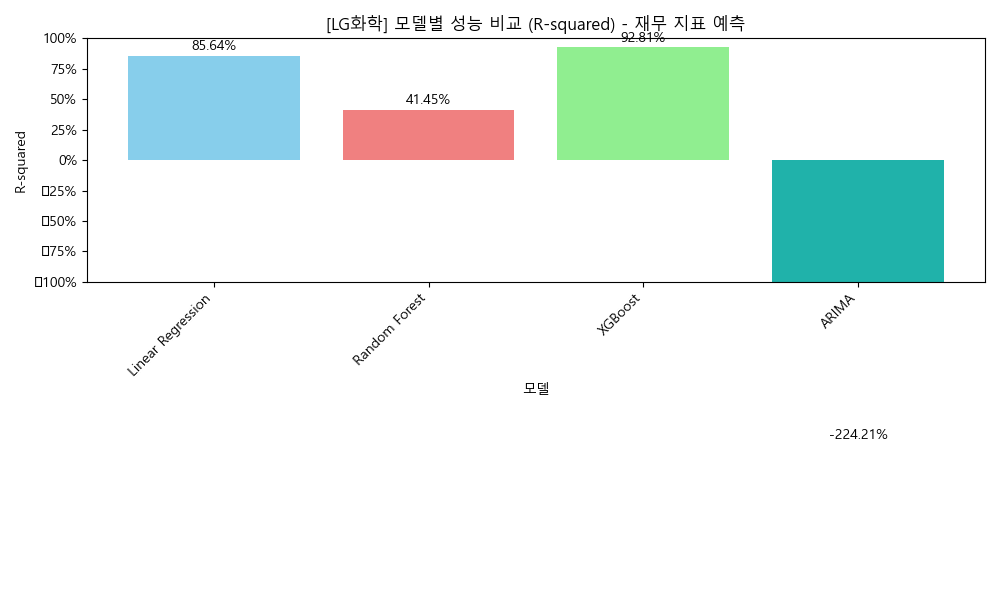 [LG화학] 모델별 성능 비교 (R-squared) - 재무 지표 예측
R-squared
100%
75%
50%
25%
0%
▯25%
▯50%
▯75%
▯100%
85.64%
41.45%
92.81%
-224.21%
Linear Regression
Random Forest
XGBoost
ARIMA
모델